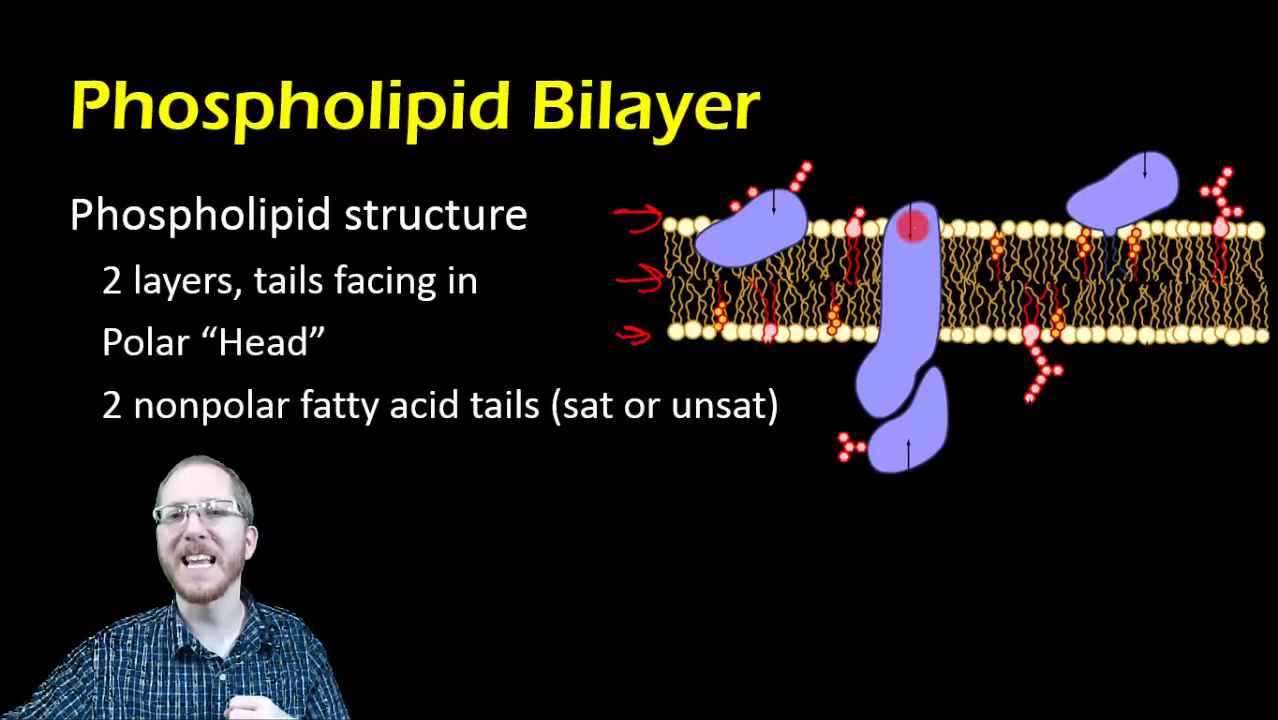 Phospholipid Bilayer
Phospholipid structure
2 layers, tails facing in
Polar “Head”
2 nonpolar fatty acid tails (sat or unsat)